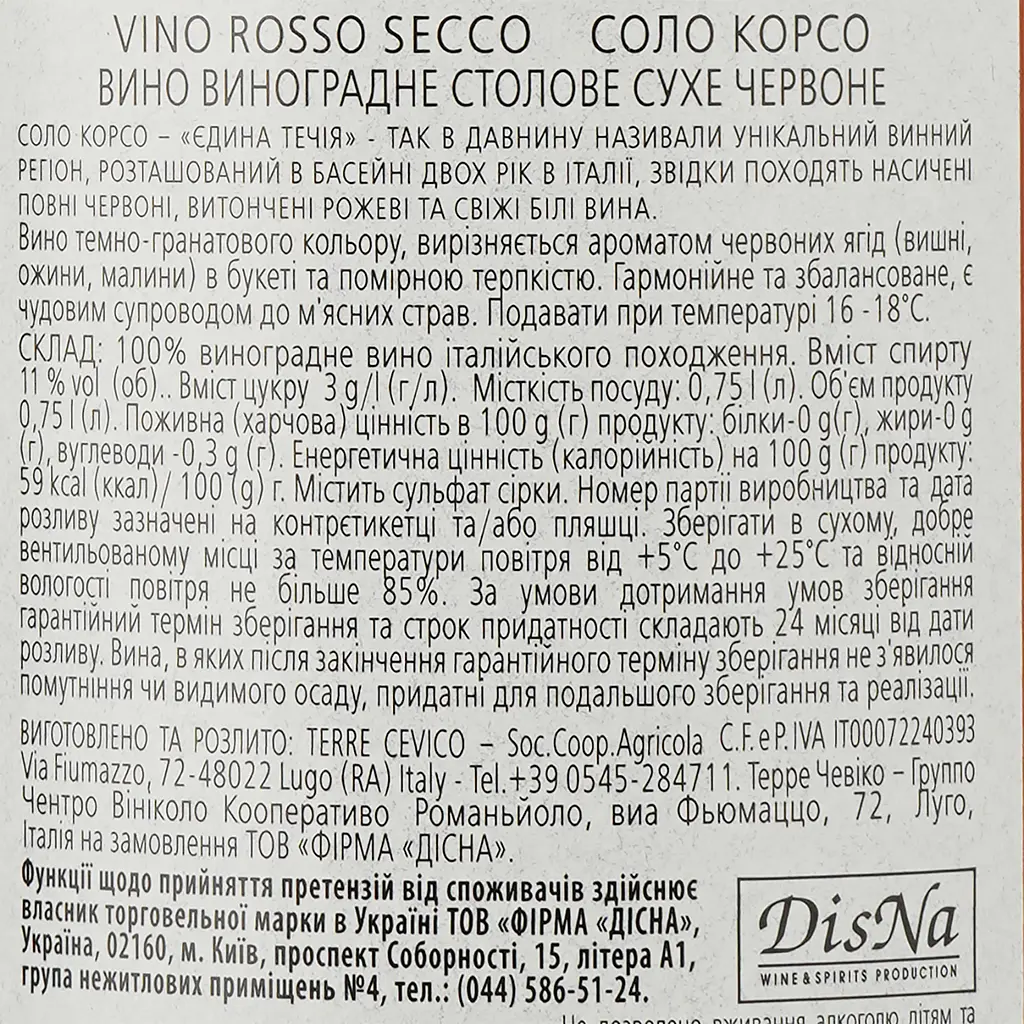 VINO ROSSO SECCO СОЛО КОРСО
ВИНО ВИНОГРАДНЕ СТОЛОВЕ СУХЕ ЧЕРВОНЕ
СОЛО КОРСО – «ЄДИНА ТЕЧІЯ» - ТАК В ДАВНИНУ НАЗИВАЛИ УНІКАЛЬНИЙ ВИННИЙ
РЕГІОН, РОЗТАШОВАНИЙ В БАСЕЙНІ ДВОХ РІК В ІТАЛІЇ, ЗВІДКИ ПОХОДЯТЬ НАСИЧЕНІ
ПОВНІ ЧЕРВОНІ, ВИТОНЧЕНІ РОЖЕВІ ТА СВІЖІ БІЛІ ВИНА.
Вино темно-гранатового кольору, вирізняється ароматом червоних ягід (вишні,
ожини, малини) в букеті та помірною терпкістю. Гармонійне та збалансоване, є
чудовим супроводом до м'ясних страв. Подавати при температурі 16 -18°С.
СКЛАД: 100% виноградне вино італійського походження. Вміст спирту
11 % vol (об).. Вміст цукру 3 g/l (г/л). Місткість посуду: 0,75 l (л). Об'єм продукту
0,75 l (л). Поживна (харчова) цінність в 100 g (г) продукту: білки-0 g(г), жири-0 g
(г), вуглеводи -0,3 g (г). Енергетична цінність (калорійність) на 100 g (г) продукту:
59 kcal (ккал)/ 100 (g) г. Містить сульфат сірки. Номер партії виробництва та дата
розливу зазначені на контретикетці та/або пляшці. Зберігати в сухому, добре
вентильованому місці за температури повітря від +5°С до +25°С та відносній
вологості повітря не більше 85%. За умови дотримання умов зберігання
гарантійний термін зберігання та строк придатності складають 24 місяці від дати
розливу. Вина, в яких після закінчення гарантійного терміну зберігання не з'явилося
помутніння чи видимого осаду, придатні для подальшого зберігання та реалізації.
ВИГОТОВЛЕНО ТА РОЗЛИТО: TERRE CEVICO – Soc.Coop.Agricola C.F.e P.IVA IT00072240393
Via Fiumazzo, 72-48022 Lugo (RA) Italy - Tel.+39 0545-284711. Терре Чевіко – Группо
Чентро Вініколо Кооперативо Романьйоло, виа Фьюмаццо, 72, Луго,
Італія на замовлення ТОВ «ФІРМА «ДІСНА».
Функції щодо прийняття претензій від споживачів здійснює
власник торговельної марки в Україні ТОВ «ФІРМА «ДІСНА»,
Україна, 02160, м. Київ, проспект Соборності, 15, літера А1,
група нежитлових приміщень №4, тел.: (044) 586-51-24.
DisNa
WINE & SPIRITS PRODUCTION
вживання алкоголю дітям та